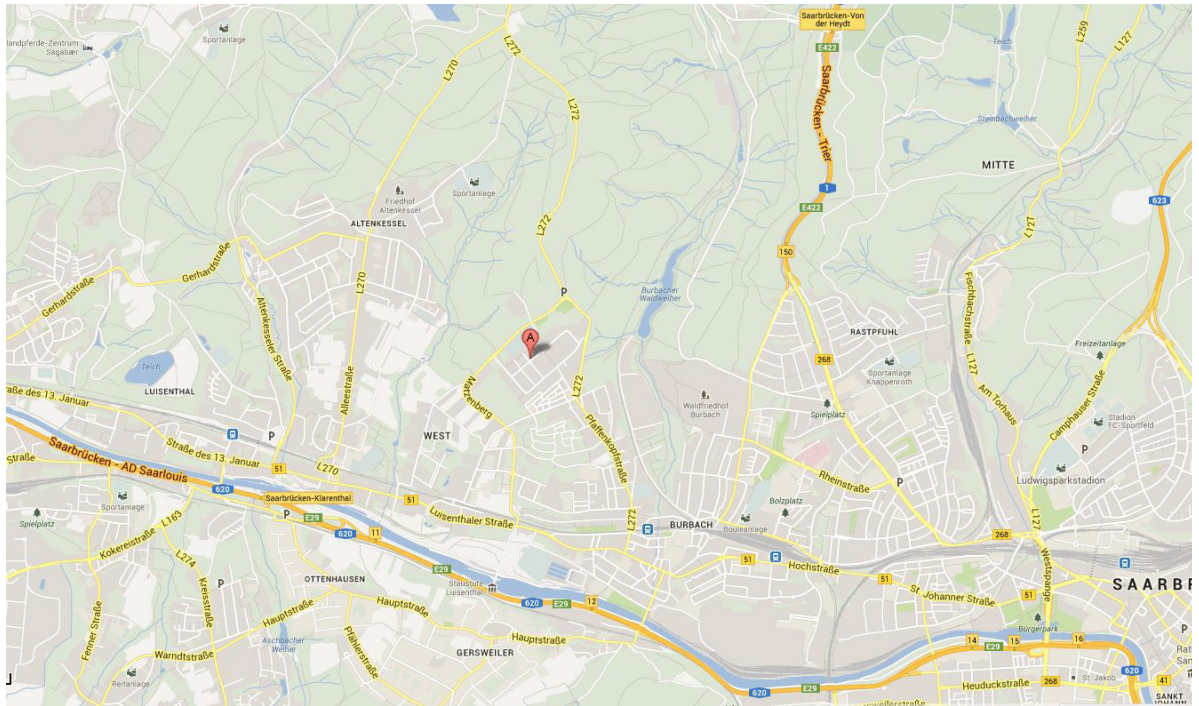 Saarbrücken-Von
der Heydt
E422
L259
L127
Sportanlage
L272
L270
Sagabær
Teich
Saarbrücken - Trier
Steinbachweiher
L272
MITTE
1
E422
623
Friedhof
Altenkessel
Sportanlage
ALTENKESSEL
L272
L127
Gerhardstraße
150
L270
Gerhardstraße
P
Burbacher
Waldweiher
Fischbachstraße
Altenkesseler Straße
A
RASTPFUHL
Freizeitanlage
268
Sportanlage
Knappenroth
L127
Teich
LUISENTHAL
Alleestraße
Matzenberg
L272
Waldfriedhof
Burbach
Spielplatz
Am Torhaus
Camphauser Straße
Stadion
FC-Sportfeld
raße des 13. Januar
Pfaffenkopfstraße
WEST
P
P
Straße des 13. Januar
Saarbrücken - AD Saarlouis
51
L270
Rheinstraße
P
Ludwigsparkstadion
620
Saarbrücken-Klarenthal
51
Sportanlage
Spielplatz
L163
P
E29
11
620
Luisenthaler Straße
L272
BURBACH
Bolzplatz
Bouleanlage
L127
268
Kokereistraße
L274
51
Hochstraße
51
Westspange
SAARBR
OTTENHAUSEN
P
Kreisstraße
E29
Staustufe
Luisenthal
620
E29
12
St. Johanner Straße
51
Hauptstraße
Hauptstraße
Hauptstraße
Bürgerpark
P
Fenner Straße
Aschbacher
Weiher
Pfählerstraße
GERSWEILER
620
14
E29
15
16
620
Warndtstraße
Reitanlage
620
E29
Heuduckstraße
268
St. Jakob
41
SANKT
JOHANN